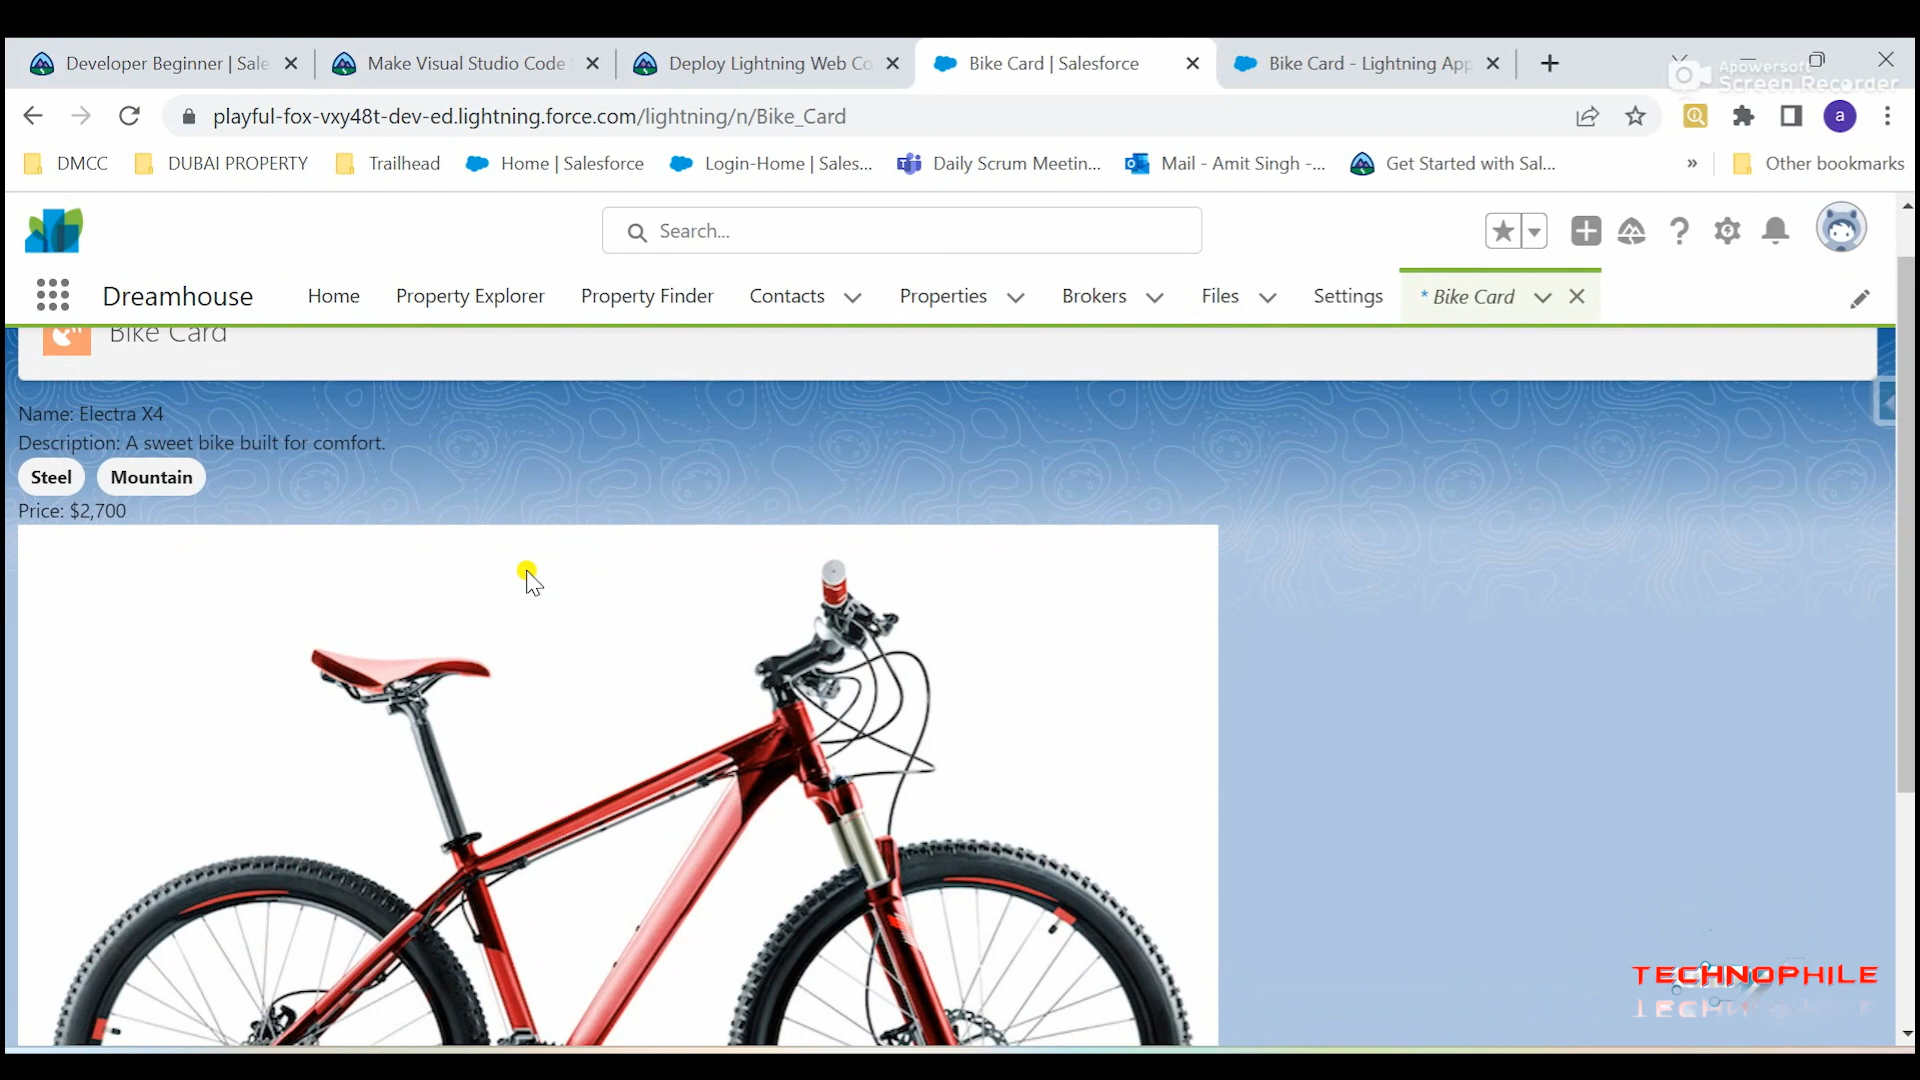 Developer Beginner | Sale
Make Visual Studio Code
Deploy Lightning Web Co
Bike Card | Salesforce
Bike Card - Lightning App
Apowersoft
Screen Recorder
playful-fox-vxy48t-dev-ed.lightning.force.com/lightning/n/Bike_Card
a
DMCC
DUBAI PROPERTY
Trailhead
Home | Salesforce
Login-Home | Sales...
Daily Scrum Meetin...
Mail - Amit Singh -...
Get Started with Sal...
»
Other bookmarks
Search...
Dreamhouse
Home
Property Explorer
Property Finder
Contacts
Properties
Brokers
Files
Settings
* Bike Card
Bike Card
Name: Electra X4
Description: A sweet bike built for comfort.
Steel
Mountain
Price: $2,700
TECHNOPHILE